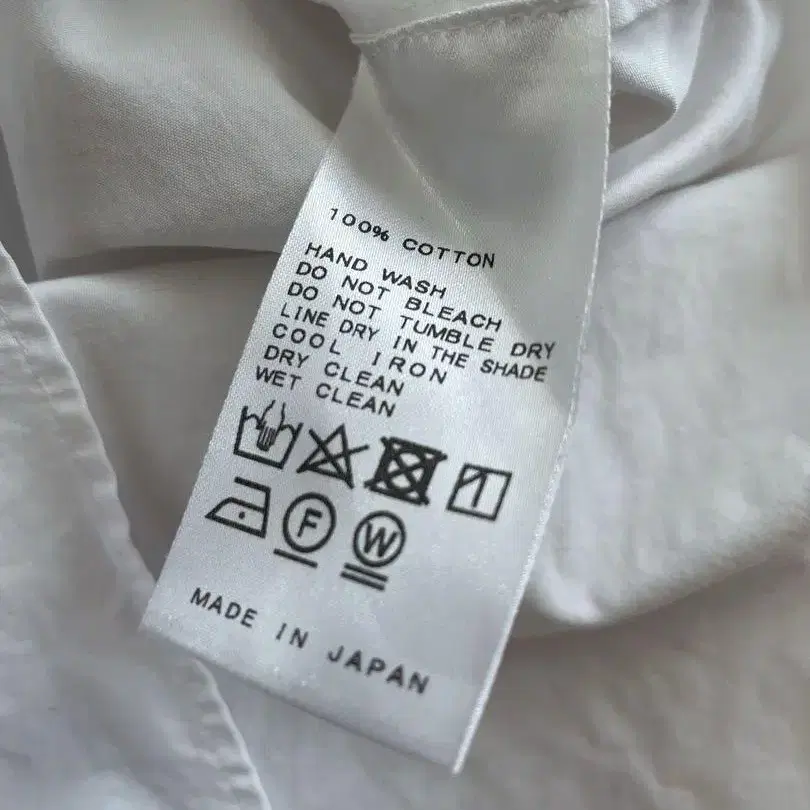 100% COTTON
HAND WASH
DO NOT BLEACH
DO NOT TUMBLE DRY
LINE DRY IN THE SHADE
COOL IRON
DRY CLEAN
WET CLEAN
F W
MADE IN JAPAN